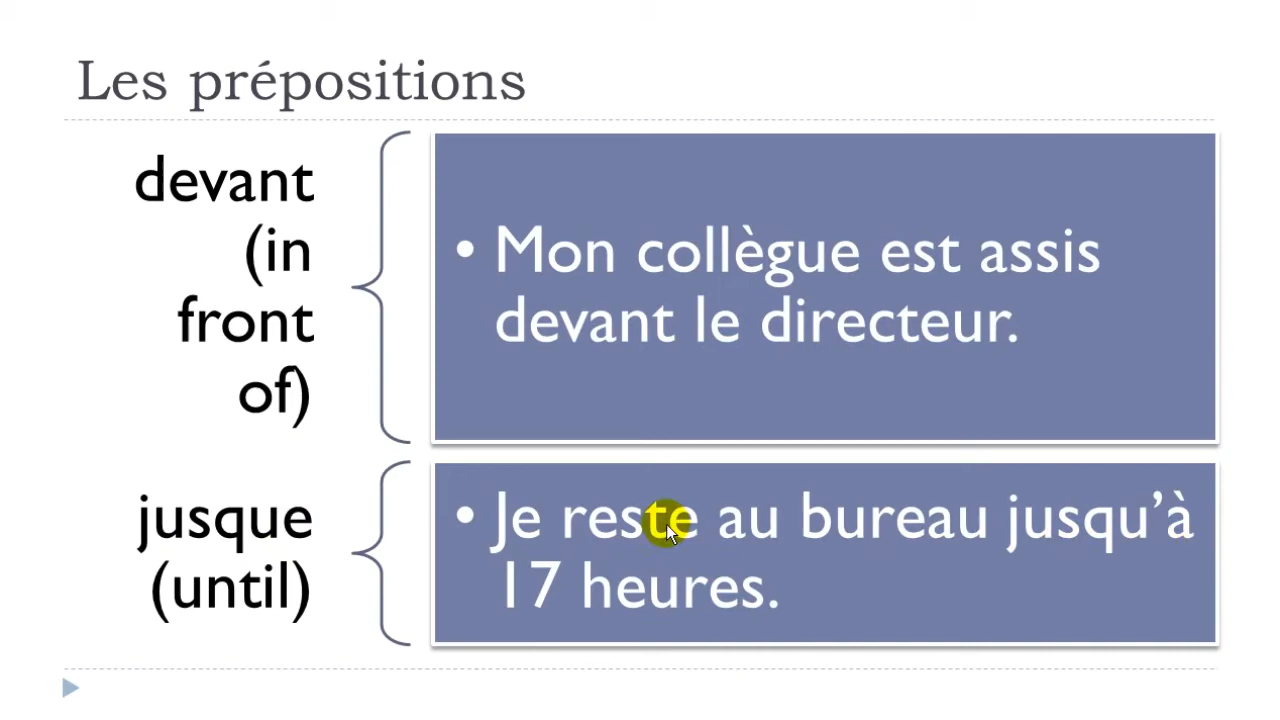 Les prépositions
devant
(in
front
of)
• Mon collègue est assis
devant le directeur.
jusque
(until)
• Je reste au bureau jusqu’à
17 heures.